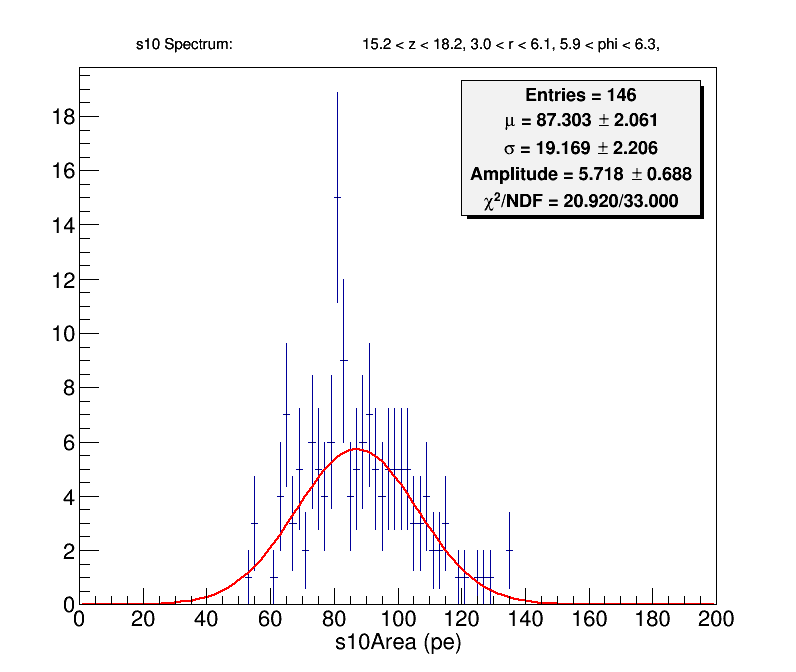 s10 Spectrum: 15.2 < z < 18.2, 3.0 < r < 6.1, 5.9 < phi < 6.3,
Entries = 146
μ = 87.303 ± 2.061
σ = 19.169 ± 2.206
Amplitude = 5.718 ± 0.688
χ²/NDF = 20.920/33.000
18
16
14
12
10
8
6
4
2
0
0 20 40 60 80 100 120 140 160 180 200
s10Area (pe)